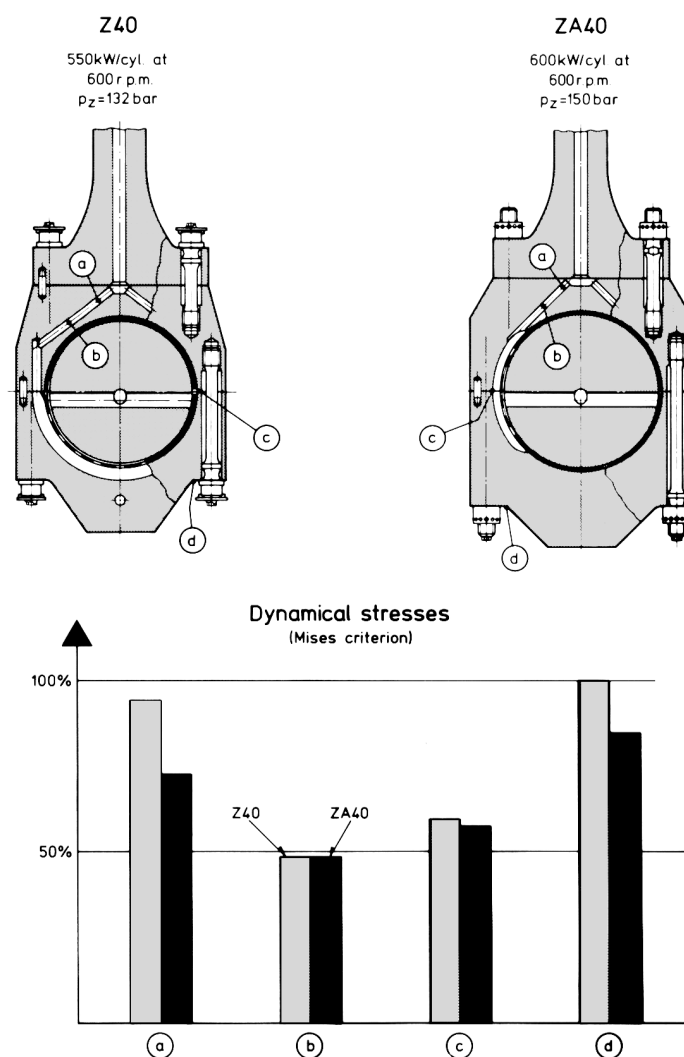 Z40
550kW/cyl. at
600 r.p.m.
pz=132 bar
ZA40
600kW/cyl at
600 r.p.m.
pz=150 bar
a
b
c
d
a
b
c
d
Dynamical stresses
(Mises criterion)
100%
50%
Z40
ZA40
a
b
c
d